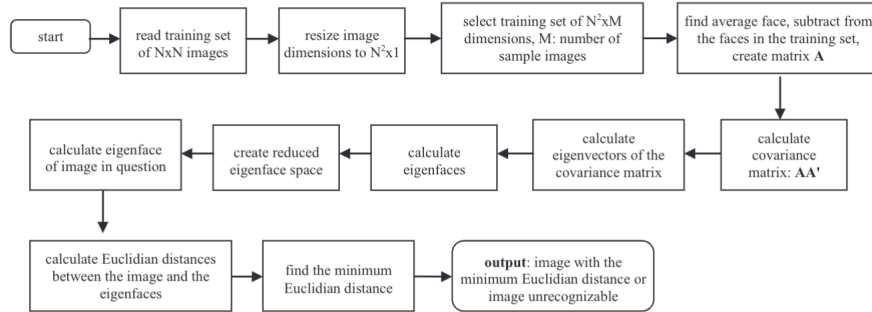 start
read training set
of NxN images
resize image
dimensions to N²x1
select training set of N²xM
dimensions, M: number of
sample images
find average face, subtract from
the faces in the training set,
create matrix A
calculate
covariance
matrix: AA'
calculate
eigenvectors of the
covariance matrix
calculate
eigenfaces
create reduced
eigenface space
calculate eigenface
of image in question
calculate Euclidian distances
between the image and the
eigenfaces
find the minimum
Euclidian distance
output: image with the
minimum Euclidian distance or
image unrecognizable